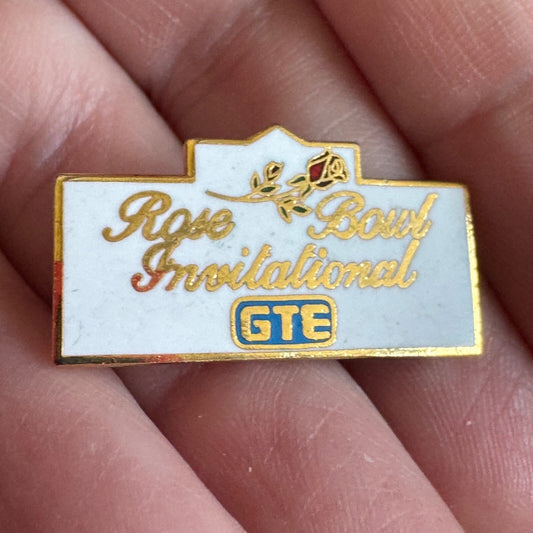 Rose Bowl
Invitational
GTE